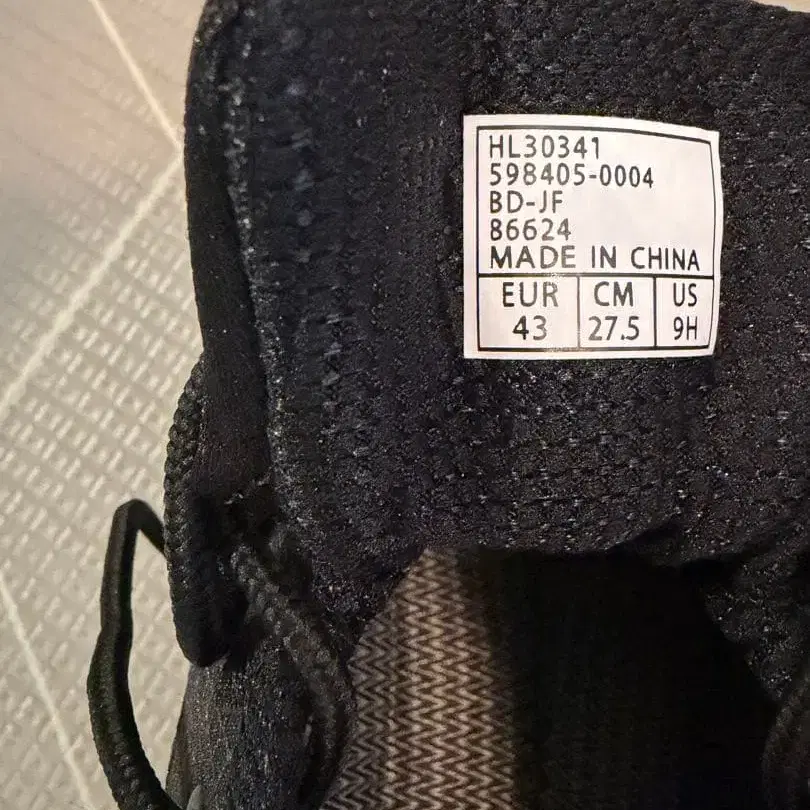 HL30341
598405-0004
BD-JF
86624
MADE IN CHINA
EUR CM US
43 27.5 9H